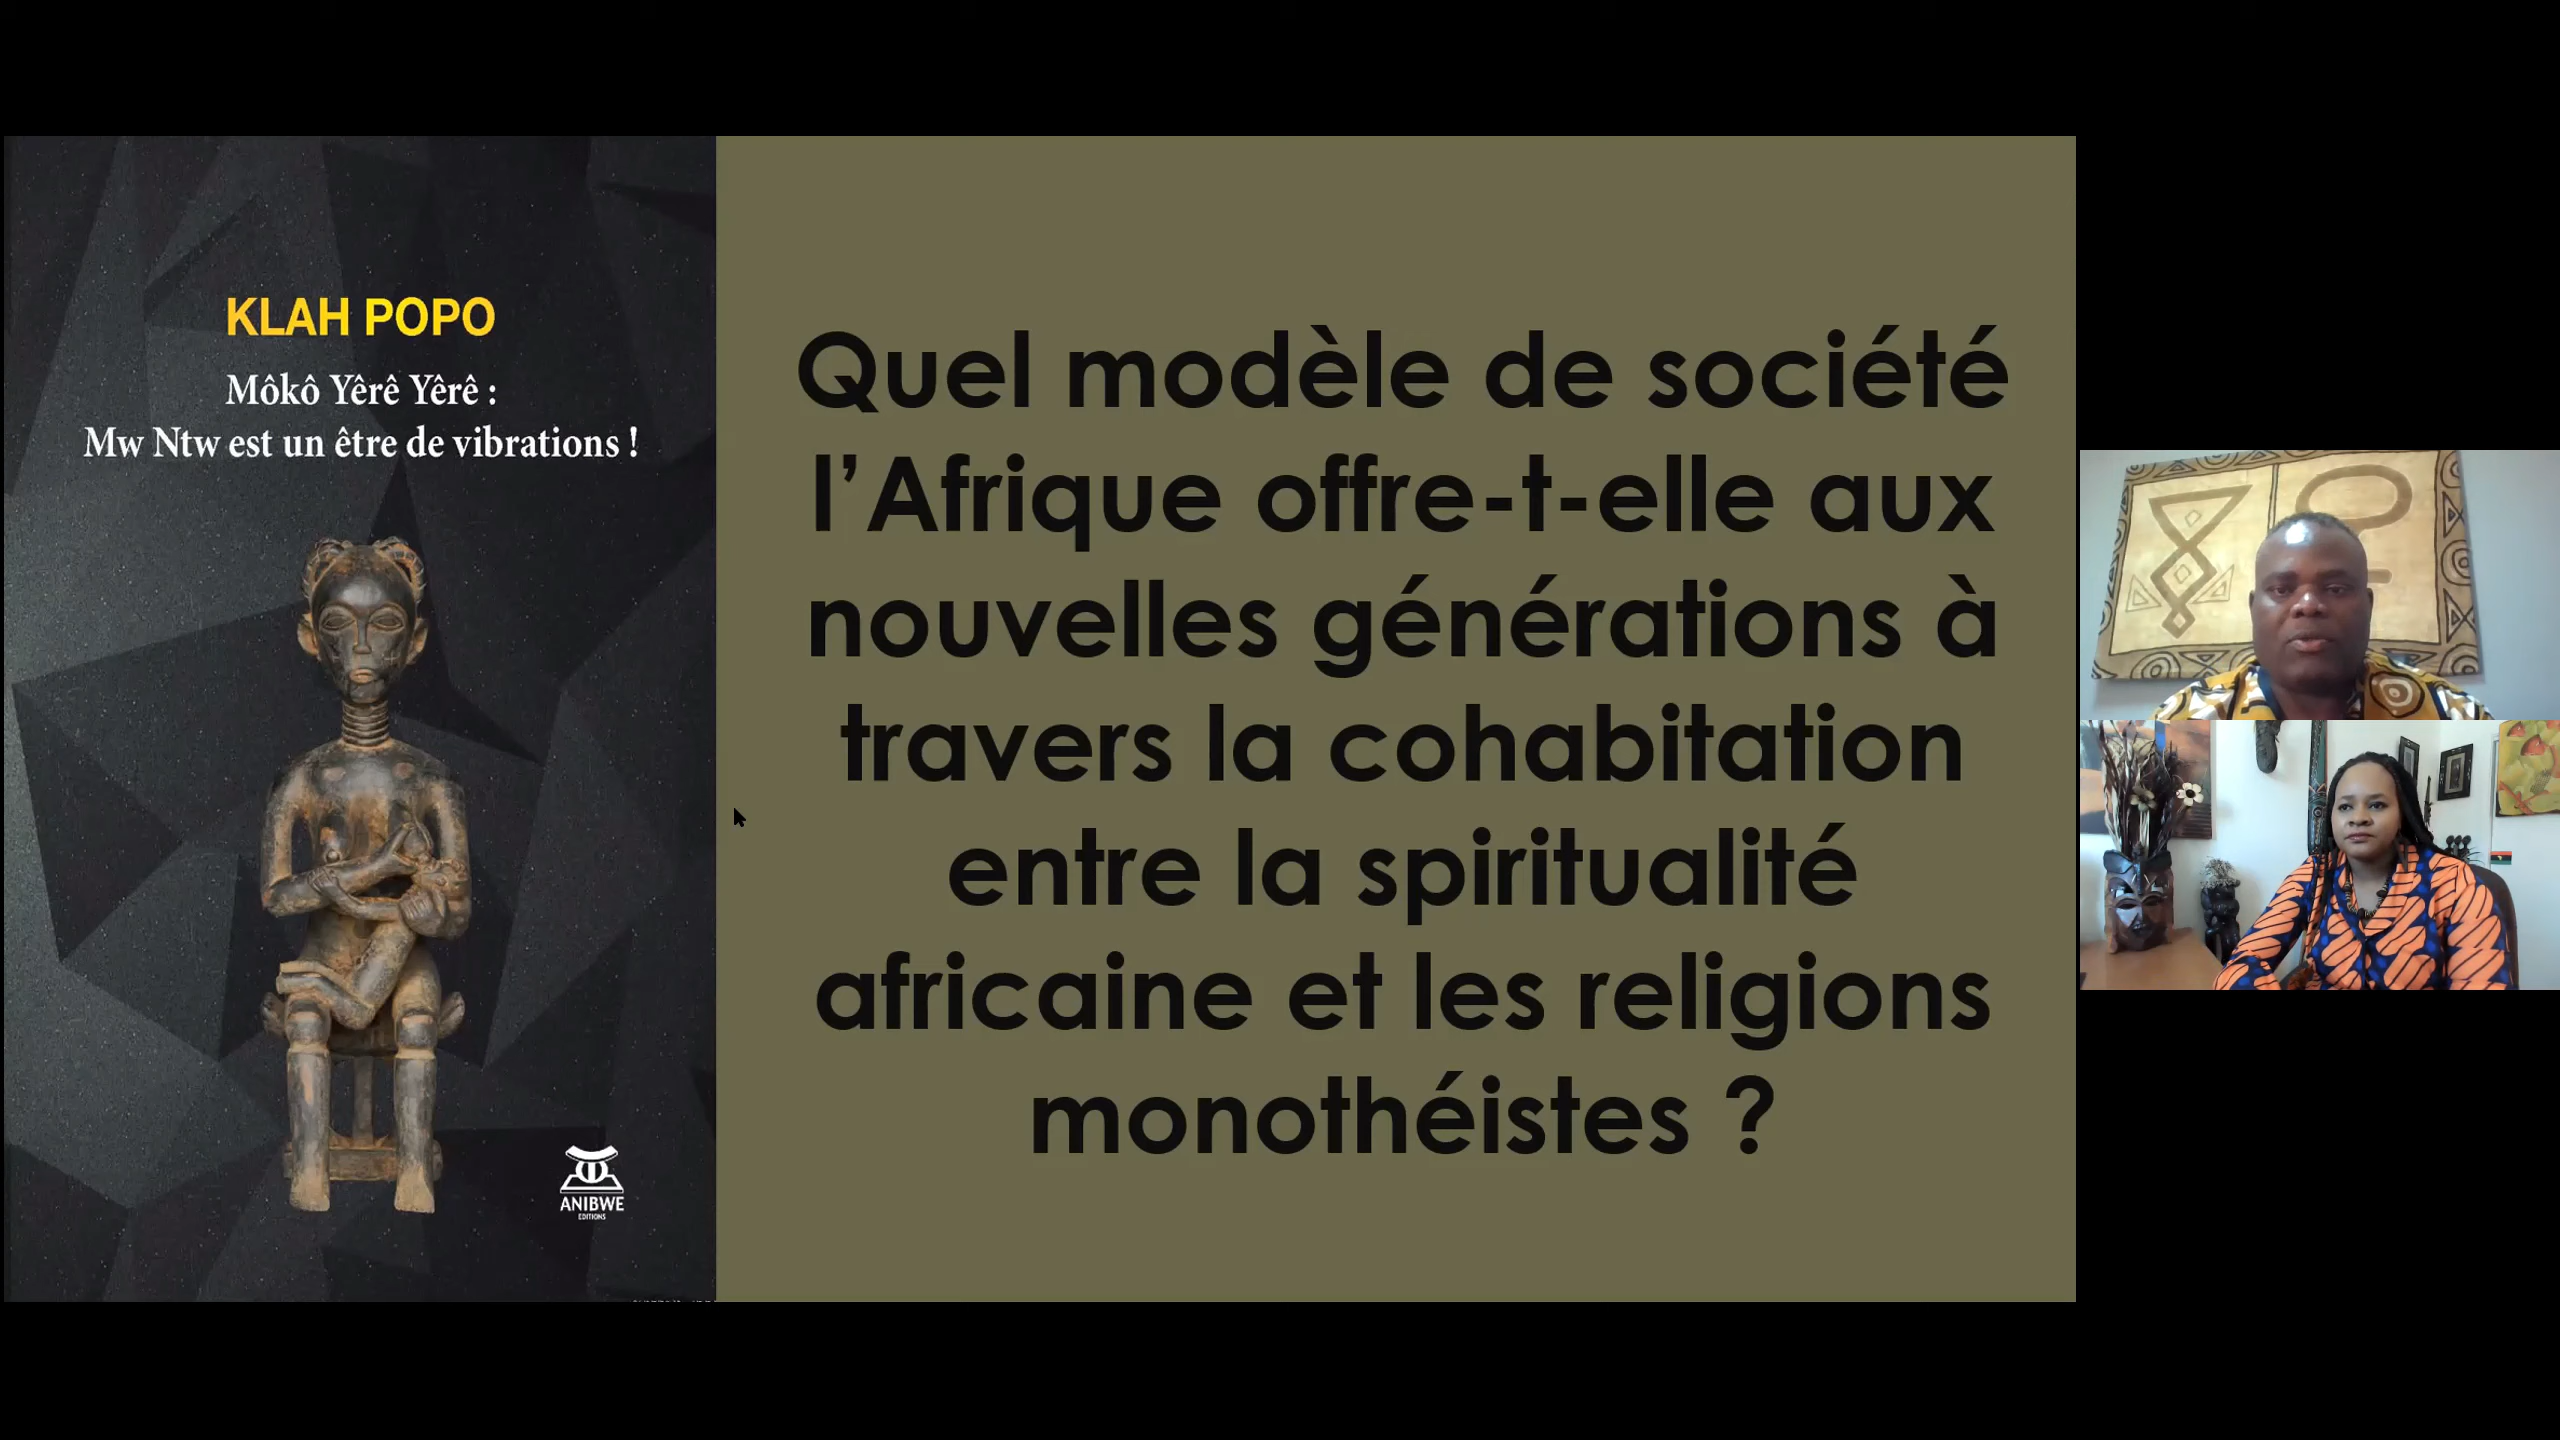 KLAH POPO
Môkô Yêrê Yêrê :
Mw Ntw est un être de vibrations !
ANIBWE
EDITIONS
Quel modèle de société
l’Afrique offre-t-elle aux
nouvelles générations à
travers la cohabitation
entre la spiritualité
africaine et les religions
monothéistes ?